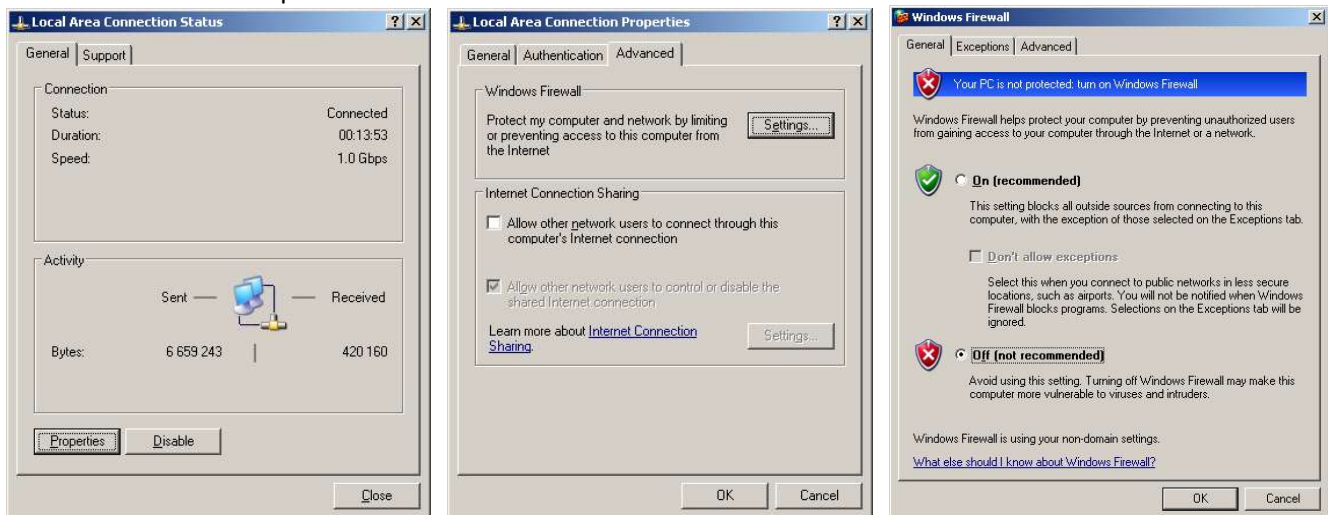 Local Area Connection Status
General Support
Connection
Status: Connected
Duration: 00:13:53
Speed: 1.0 Gbps
Activity
Sent — — Received
Bytes: 6 659 243 420 160
Properties Disable
Close
Local Area Connection Properties
General Authentication Advanced
Windows Firewall
Protect my computer and network by limiting
or preventing access to this computer from
the Internet
Settings...
Internet Connection Sharing
Allow other network users to connect through this
computer's Internet connection
Allow other network users to control or disable the
shared Internet connection
Learn more about Internet Connection
Sharing.
Settings...
OK Cancel
Windows Firewall
General Exceptions Advanced
Your PC is not protected: turn on Windows Firewall
Windows Firewall helps protect your computer by preventing unauthorized users
from gaining access to your computer through the Internet or a network.
On (recommended)
This setting blocks all outside sources from connecting to this
computer, with the exception of those selected on the Exceptions tab.
Don't allow exceptions
Select this when you connect to public networks in less secure
locations, such as airports. You will not be notified when Windows
Firewall blocks programs. Selections on the Exceptions tab will be
ignored.
Off (not recommended)
Avoid using this setting. Turning off Windows Firewall may make this
computer more vulnerable to viruses and intruders.
Windows Firewall is using your non-domain settings.
What else should I know about Windows Firewall?
OK Cancel